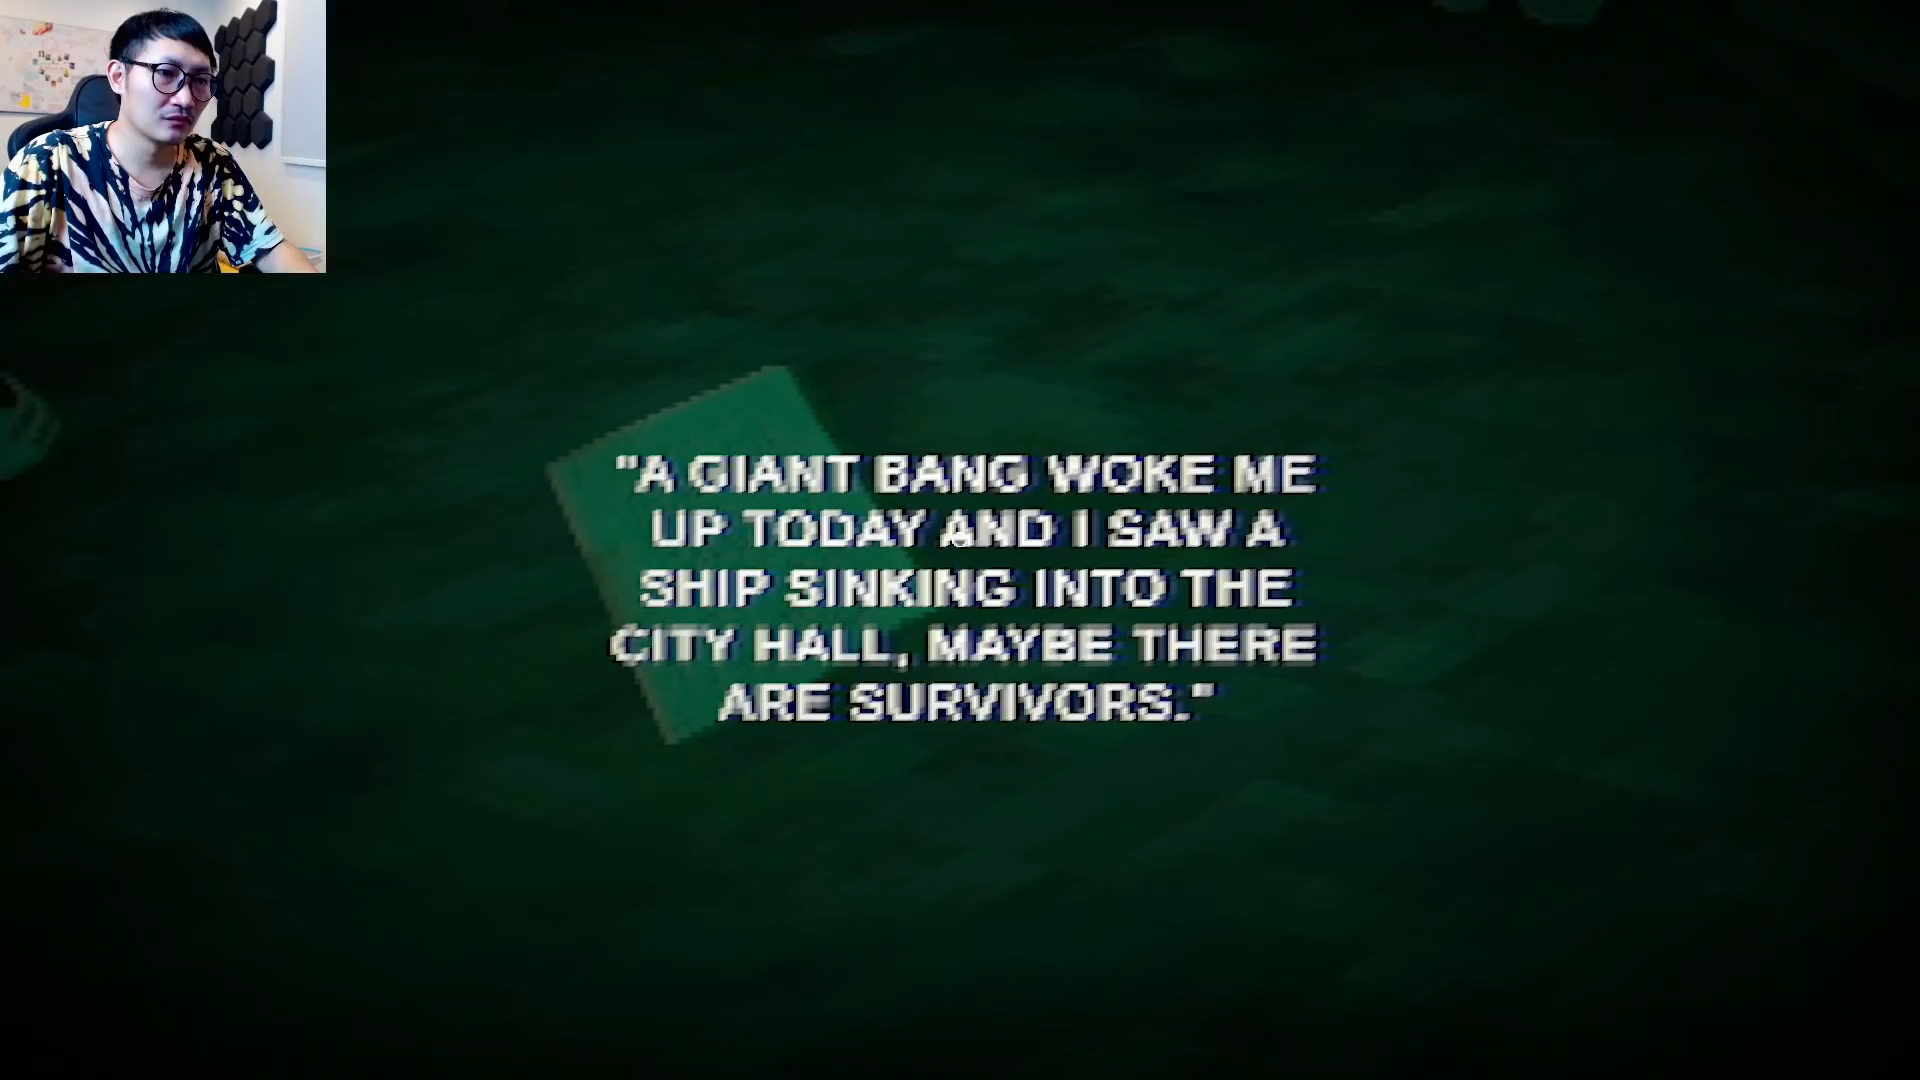 "A GIANT BANG WOKE ME
UP TODAY AND I SAW A
SHIP SINKING INTO THE
CITY HALL, MAYBE THERE
ARE SURVIVORS."